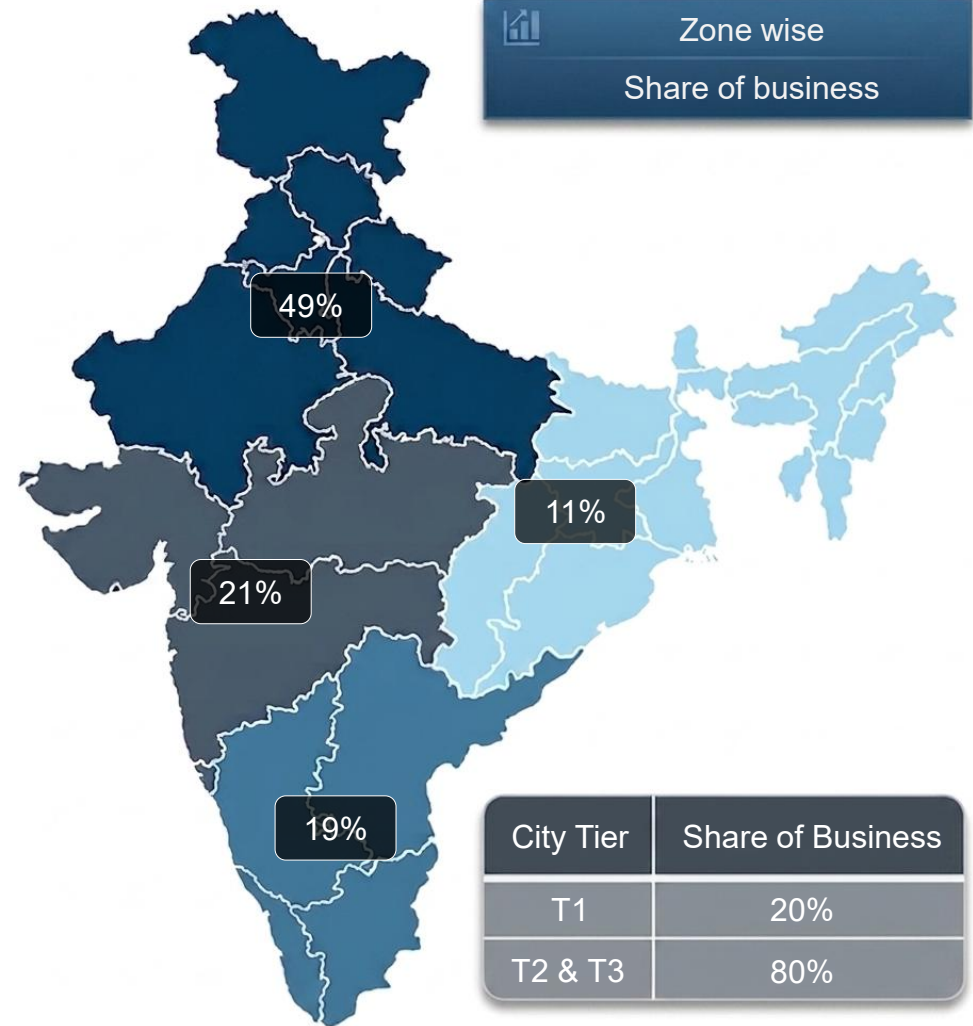 Zone wise
Share of business
49%
11%
21%
19%
City Tier Share of Business
T1 20%
T2 & T3 80%